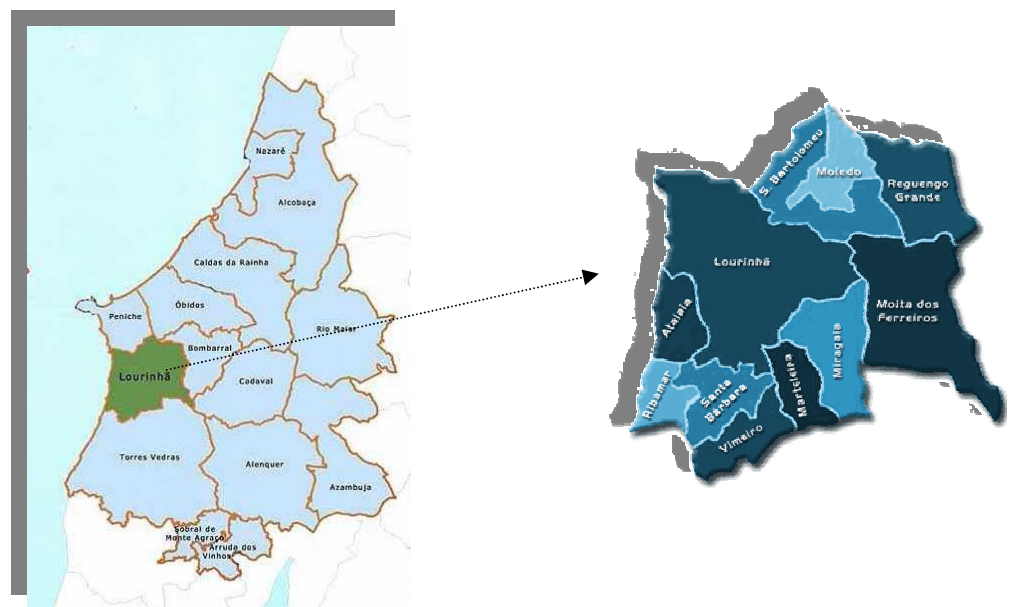 Nazaré
Alcobaça
Caldas da Rainha
Óbidos
Peniche
Rio Maior
Bombarral
Lourinhã
Cadaval
Torres Vedras
Alenquer
Azambuja
Sobral de
Monte Agraço
Arruda dos
Vinhos
S. Bartolomeu
Moledo
Reguengo
Grande
Lourinhã
Moita dos
Ferreiros
Atalaia
Miragaia
Marteleira
Ribamar
Santa
Bárbara
Vimeiro